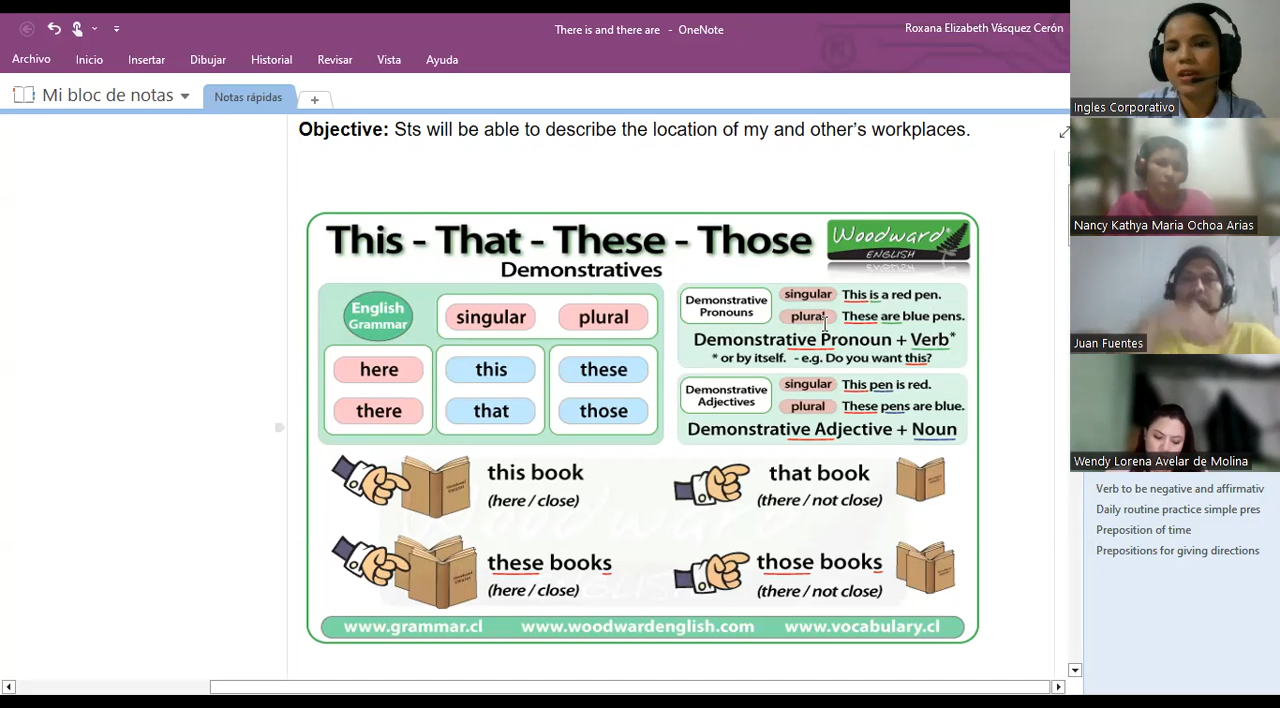 There is and there are - OneNote
Roxana Elizabeth Vásquez Cerón
Archivo Inicio Insertar Dibujar Historial Revisar Vista Ayuda
Mi bloc de notas Notas rápidas
Objective: Sts will be able to describe the location of my and other's workplaces.
This - That - These - Those
Woodward
ENGLISH
Demonstratives
English
Grammar
singular plural
here this these
there that those
Demonstrative
Pronouns
singular This is a red pen.
plural These are blue pens.
Demonstrative Pronoun + Verb*
* or by itself. - e.g. Do you want this?
Demonstrative
Adjectives
singular This pen is red.
plural These pens are blue.
Demonstrative Adjective + Noun
this book
(here / close)
that book
(there / not close)
these books
(here / close)
those books
(there / not close)
www.grammar.cl www.woodwardenglish.com www.vocabulary.cl
Ingles Corporativo
Nancy Kathya Maria Ochoa Arias
Juan Fuentes
Wendy Lorena Avelar de Molina
Verb to be negative and affirmativ
Daily routine practice simple pres
Preposition of time
Prepositions for giving directions